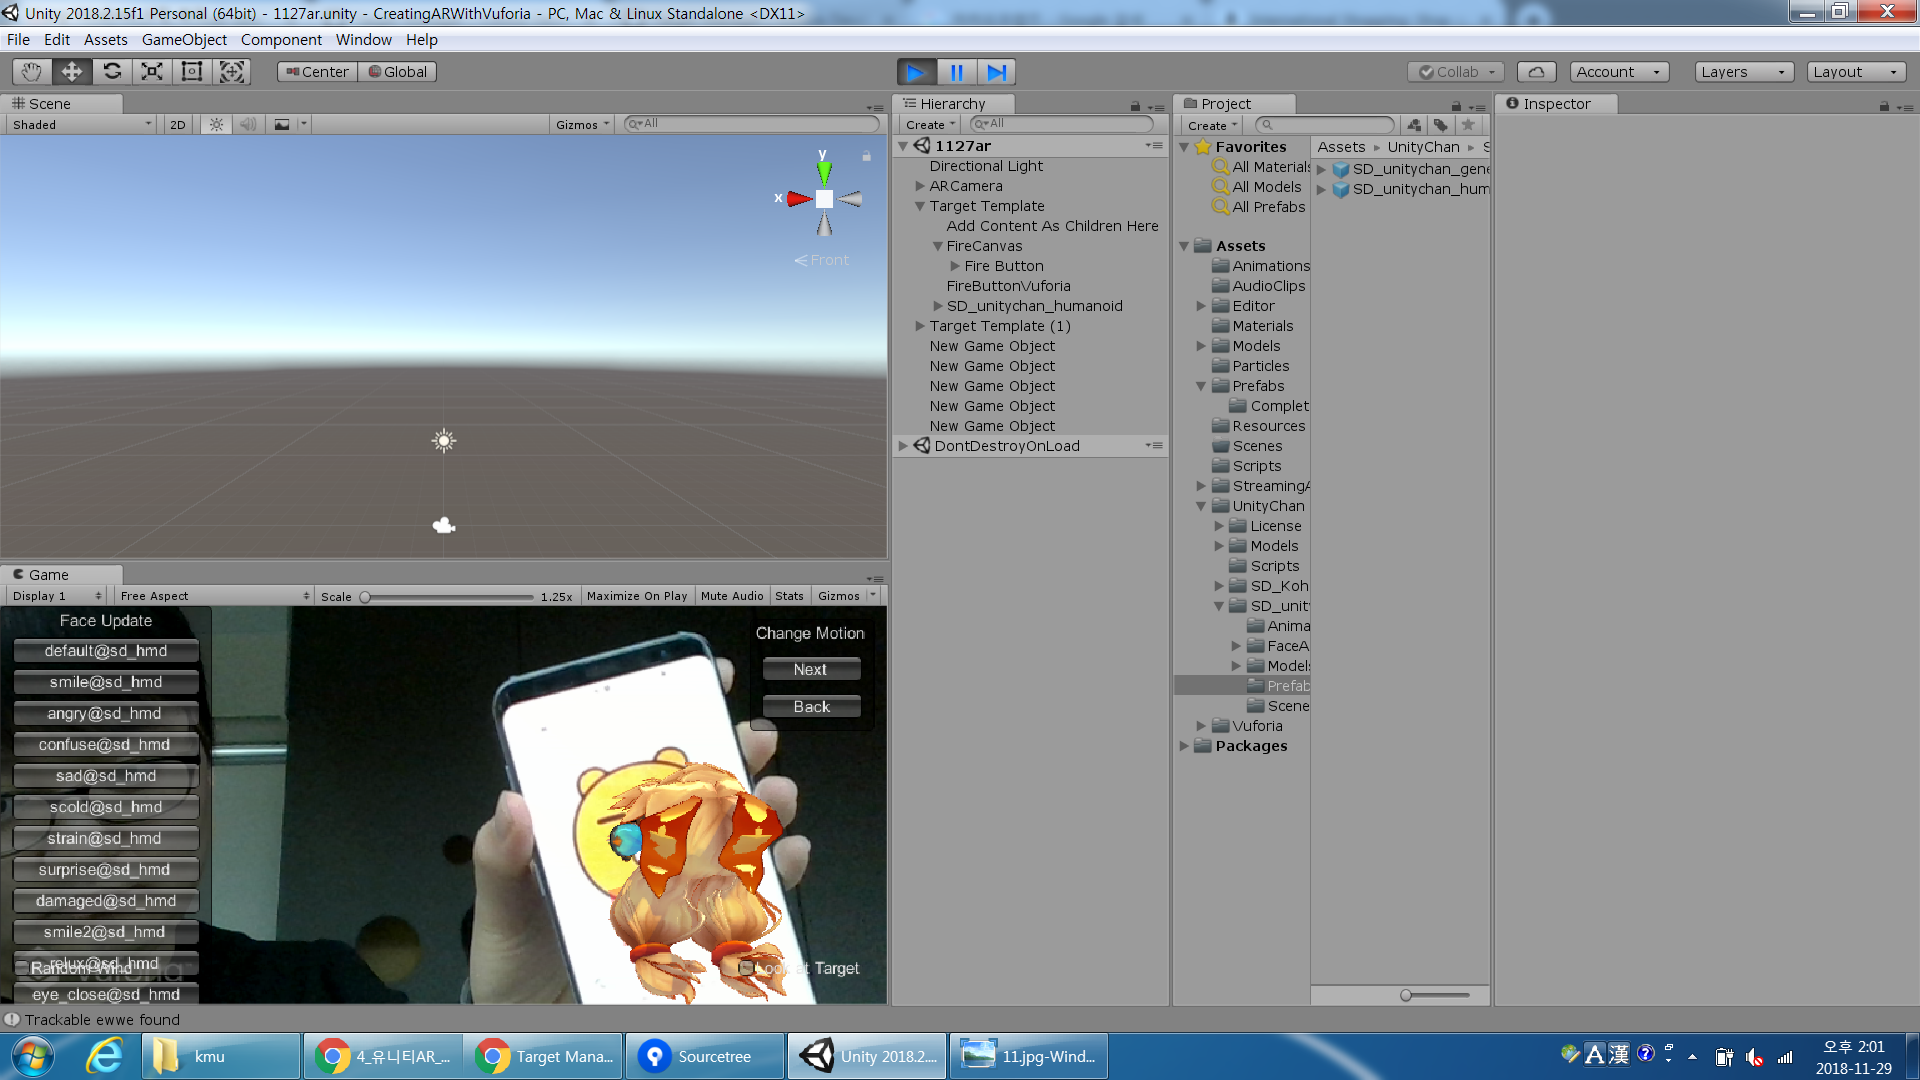 Unity 2018.2.15f1 Personal (64bit) - 1127ar.unity - CreatingARWithVuforia - PC, Mac & Linux Standalone <DX11>
File Edit Assets GameObject Component Window Help
Center Global Collab Account Layers Layout
Scene
Shaded 2D Gizmos All
y
x
Front
Game
Display 1 Free Aspect Scale 1.25x Maximize On Play Mute Audio Stats Gizmos
Face Update
default@sd_hmd
smile@sd_hmd
angry@sd_hmd
confuse@sd_hmd
sad@sd_hmd
scold@sd_hmd
strain@sd_hmd
surprise@sd_hmd
damaged@sd_hmd
smile2@sd_hmd
relux@sd_hmd
Random Wind
eye_close@sd_hmd
Change Motion
Next
Back
Look at Target
Hierarchy
Create All
1127ar
Directional Light
ARCamera
Target Template
Add Content As Children Here
FireCanvas
Fire Button
FireButtonVuforia
SD_unitychan_humanoid
Target Template (1)
New Game Object
New Game Object
New Game Object
New Game Object
New Game Object
DontDestroyOnLoad
Project
Create
Favorites
All Materials
All Models
All Prefabs
Assets
Animations
AudioClips
Editor
Materials
Models
Particles
Prefabs
Complet
Resources
Scenes
Scripts
StreamingA
UnityChan
License
Models
Scripts
SD_Koh
SD_unity
Anima
FaceA
Models
Prefab
Scene
Vuforia
Packages
Assets UnityChan S
SD_unitychan_gene
SD_unitychan_hum
Inspector
Trackable ewwe found
kmu 4_유니티AR_... Target Mana... Sourcetree Unity 2018.2.... 11.jpg-Wind...
A 漢 오후 2:01
2018-11-29